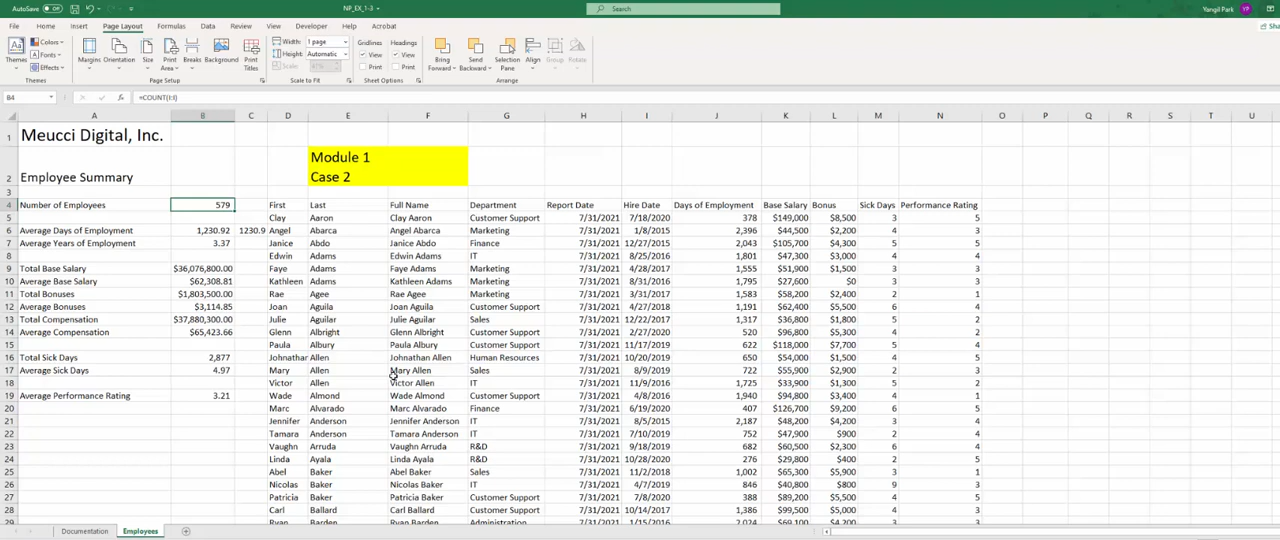 AutoSave Off NP_EX_1-3 Search Yangil Park YP
File Home Insert Page Layout Formulas Data Review View Developer Help Acrobat
Themes Colors Fonts Effects Margins Orientation Size Print Area Breaks Background Print Titles Width: 1 page Height: Automatic Scale: Gridlines View Print Headings View Print Bring Forward Send Backward Selection Pane Align Group Rotate
Themes Page Setup Scale to Fit Sheet Options Arrange
B4 fx =COUNT(I:I)
A B C D E F G H I J K L M N O P Q R S T U V
1 Meucci Digital, Inc.
Module 1
2 Employee Summary Case 2
3
4 Number of Employees 579 First Last Full Name Department Report Date Hire Date Days of Employment Base Salary Bonus Sick Days Performance Rating
5 Clay Aaron Clay Aaron Customer Support 7/31/2021 7/18/2020 378 $149,000 $8,500 3 5
6 Average Days of Employment 1,230.92 1230.9 Angel Abarca Angel Abarca Marketing 7/31/2021 1/8/2015 2,396 $44,500 $2,200 4 3
7 Average Years of Employment 3.37 Janice Abdo Janice Abdo Finance 7/31/2021 12/27/2015 2,043 $105,700 $4,300 5 5
8 Edwin Adams Edwin Adams IT 7/31/2021 8/25/2016 1,801 $47,300 $3,000 4 4
9 Total Base Salary $36,076,800.00 Faye Adams Faye Adams Marketing 7/31/2021 4/28/2017 1,555 $51,900 $1,500 3 3
10 Average Base Salary $62,308.81 Kathleen Adams Kathleen Adams Marketing 7/31/2021 8/31/2016 1,795 $27,600 $0 3 3
11 Total Bonuses $1,803,500.00 Rae Agee Rae Agee Marketing 7/31/2021 3/31/2017 1,583 $58,200 $2,400 2 1
12 Average Bonuses $3,114.85 Joan Aguila Joan Aguila Customer Support 7/31/2021 4/27/2018 1,191 $62,400 $5,500 6 4
13 Total Compensation $37,880,300.00 Julie Aguilar Julie Aguilar Sales 7/31/2021 12/22/2017 1,317 $36,800 $1,800 5 2
14 Average Compensation $65,423.66 Glenn Albright Glenn Albright Customer Support 7/31/2021 2/27/2020 520 $96,800 $5,300 4 2
15 Paula Albury Paula Albury Customer Support 7/31/2021 11/17/2019 622 $118,000 $7,700 5 4
16 Total Sick Days 2,877 Johnathan Allen Johnathan Allen Human Resources 7/31/2021 10/20/2019 650 $54,000 $1,500 5 4
17 Average Sick Days 4.97 Mary Allen Mary Allen Sales 7/31/2021 8/9/2019 722 $55,900 $2,900 2 3
18 Victor Allen Victor Allen IT 7/31/2021 11/9/2016 1,725 $33,900 $1,300 5 2
19 Average Performance Rating 3.21 Wade Almond Wade Almond Customer Support 7/31/2021 4/8/2016 1,940 $94,800 $3,400 4 1
20 Marc Alvarado Marc Alvarado Finance 7/31/2021 6/19/2020 407 $126,700 $9,200 6 5
21 Jennifer Anderson Jennifer Anderson IT 7/31/2021 8/5/2015 2,187 $48,200 $4,200 3 4
22 Tamara Anderson Tamara Anderson IT 7/31/2021 7/10/2019 752 $47,900 $900 2 4
23 Vaughn Arruda Vaughn Arruda R&D 7/31/2021 9/18/2019 682 $60,500 $2,300 6 4
24 Linda Ayala Linda Ayala R&D 7/31/2021 10/28/2020 276 $29,800 $400 2 5
25 Abel Baker Abel Baker Sales 7/31/2021 11/2/2018 1,002 $65,300 $5,900 3 1
26 Nicolas Baker Nicolas Baker IT 7/31/2021 4/7/2019 846 $40,800 $800 9 3
27 Patricia Baker Patricia Baker Customer Support 7/31/2021 7/8/2020 388 $89,200 $5,500 5 4
28 Carl Ballard Carl Ballard Customer Support 7/31/2021 10/14/2017 1,386 $58,500 $5,000 4 3
29 Ryan Barden Ryan Barden Administration 7/31/2021 2,024 $69,100
Documentation Employees